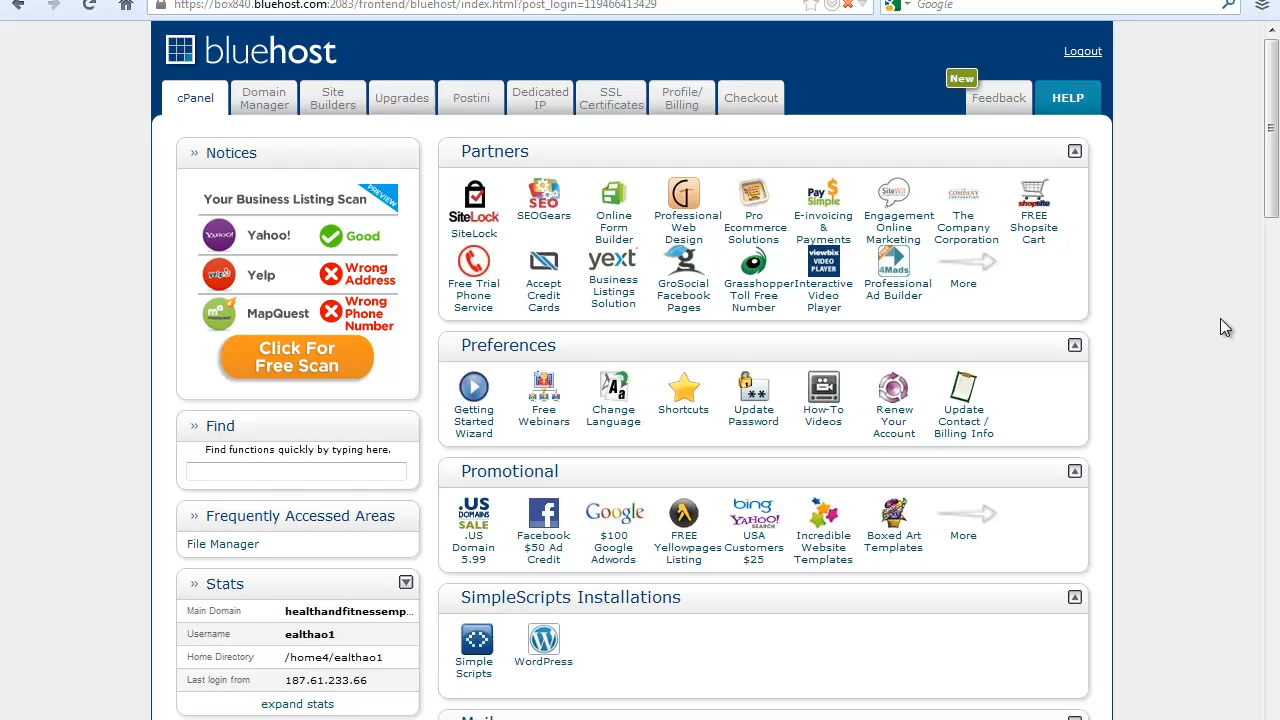 https://box840.bluehost.com:2083/frontend/bluehost/index.html?post_login=119466413429
Google
bluehost
Logout
cPanel
Domain Manager
Site Builders
Upgrades
Postini
Dedicated IP
SSL Certificates
Profile/ Billing
Checkout
New
Feedback
HELP
» Notices
PREVIEW
Your Business Listing Scan
YAHOO!
Yahoo!
Good
yelp
Yelp
Wrong Address
mapquest
MapQuest
Wrong Phone Number
Click For
Free Scan
» Find
Find functions quickly by typing here.
» Frequently Accessed Areas
File Manager
» Stats
Main Domain healthandfitnessemp...
Username ealthao1
Home Directory /home4/ealthao1
Last login from 187.61.233.66
expand stats
Partners
SiteLock
SiteLock
SEO
SEOGears
Online Form Builder
Professional Web Design
Pro Ecommerce Solutions
Pay Simple
E-invoicing & Payments
SiteWit
Engagement Online Marketing
COMPANY CORPORATION
The Company Corporation
shopsite
FREE Shopsite Cart
Free Trial Phone Service
Accept Credit Cards
yext
Business Listings Solution
GroSocial Facebook Pages
Grasshopper Toll Free Number
viewbix VIDEO PLAYER
Interactive Video Player
4Mads
Professional Ad Builder
More
Preferences
Getting Started Wizard
Free Webinars
Change Language
Shortcuts
Update Password
How-To Videos
Renew Your Account
Update Contact / Billing Info
Promotional
.US DOMAINS SALE
.US Domain 5.99
Facebook $50 Ad Credit
Google
$100 Google Adwords
FREE Yellowpages Listing
bing YAHOO! SEARCH
USA Customers $25
Incredible Website Templates
Boxed Art Templates
More
SimpleScripts Installations
Simple Scripts
WordPress